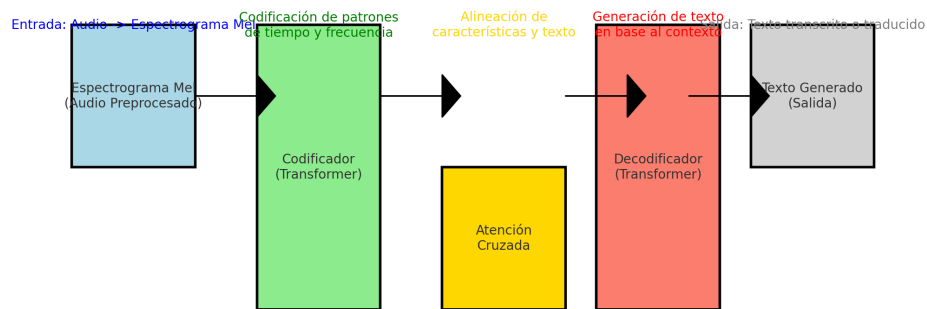 Entrada: Audio -> Espectrograma Mel
Codificación de patrones
de tiempo y frecuencia
Alineación de
características y texto
Generación de texto
en base al contexto
Salida: Texto transcrito o traducido
Espectrograma Mel
(Audio Preprocesado)
Codificador
(Transformer)
Atención
Cruzada
Decodificador
(Transformer)
Texto Generado
(Salida)